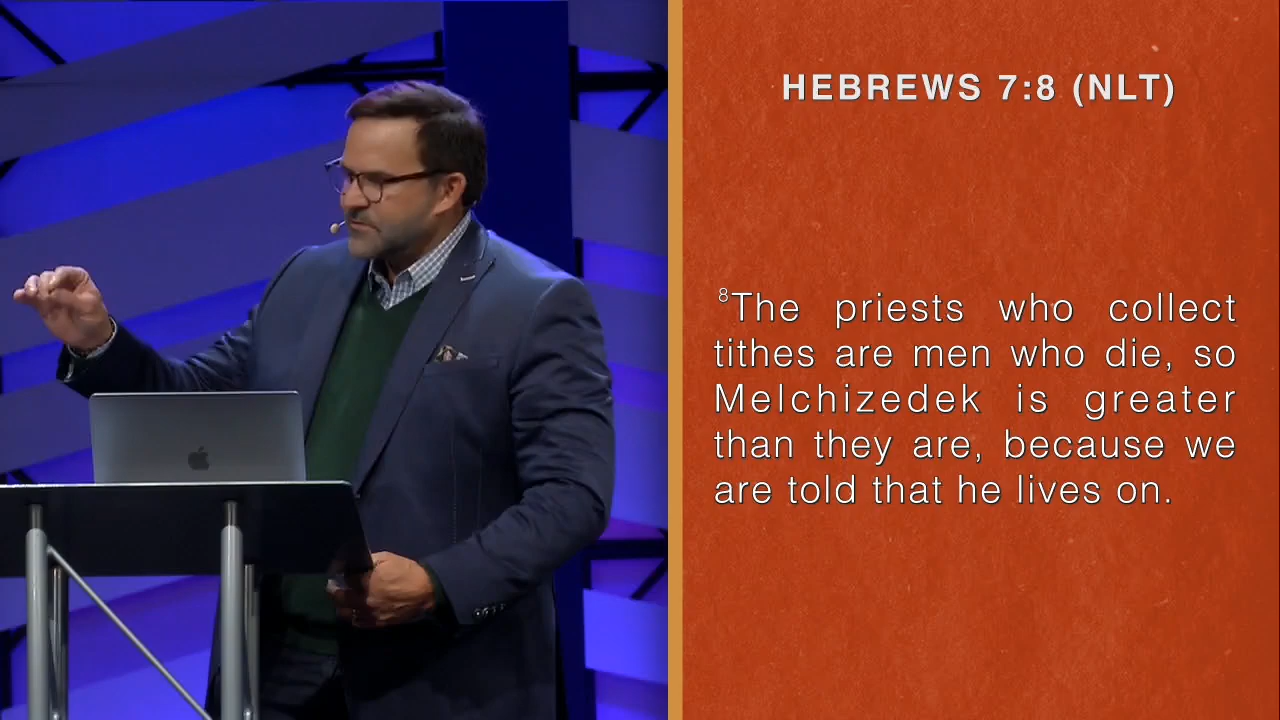 HEBREWS 7:8 (NLT)
⁸The priests who collect
tithes are men who die, so
Melchizedek is greater
than they are, because we
are told that he lives on.